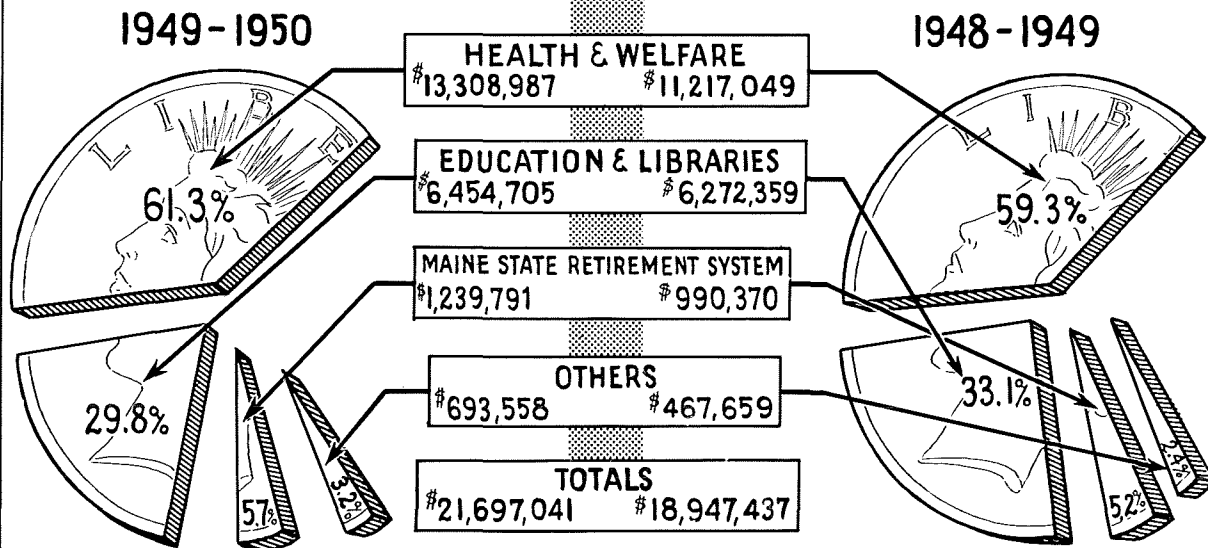 1949-1950
1948-1949
HEALTH & WELFARE
$13,308,987 $11,217,049
LIBE
LIB
61.3%
59.3%
EDUCATION & LIBRARIES
$6,454,705 $6,272,359
MAINE STATE RETIREMENT SYSTEM
$1,239,791 $990,370
OTHERS
$693,558 $467,659
29.8%
5.7%
3.2%
33.1%
5.2%
2.4%
TOTALS
$21,697,041 $18,947,437